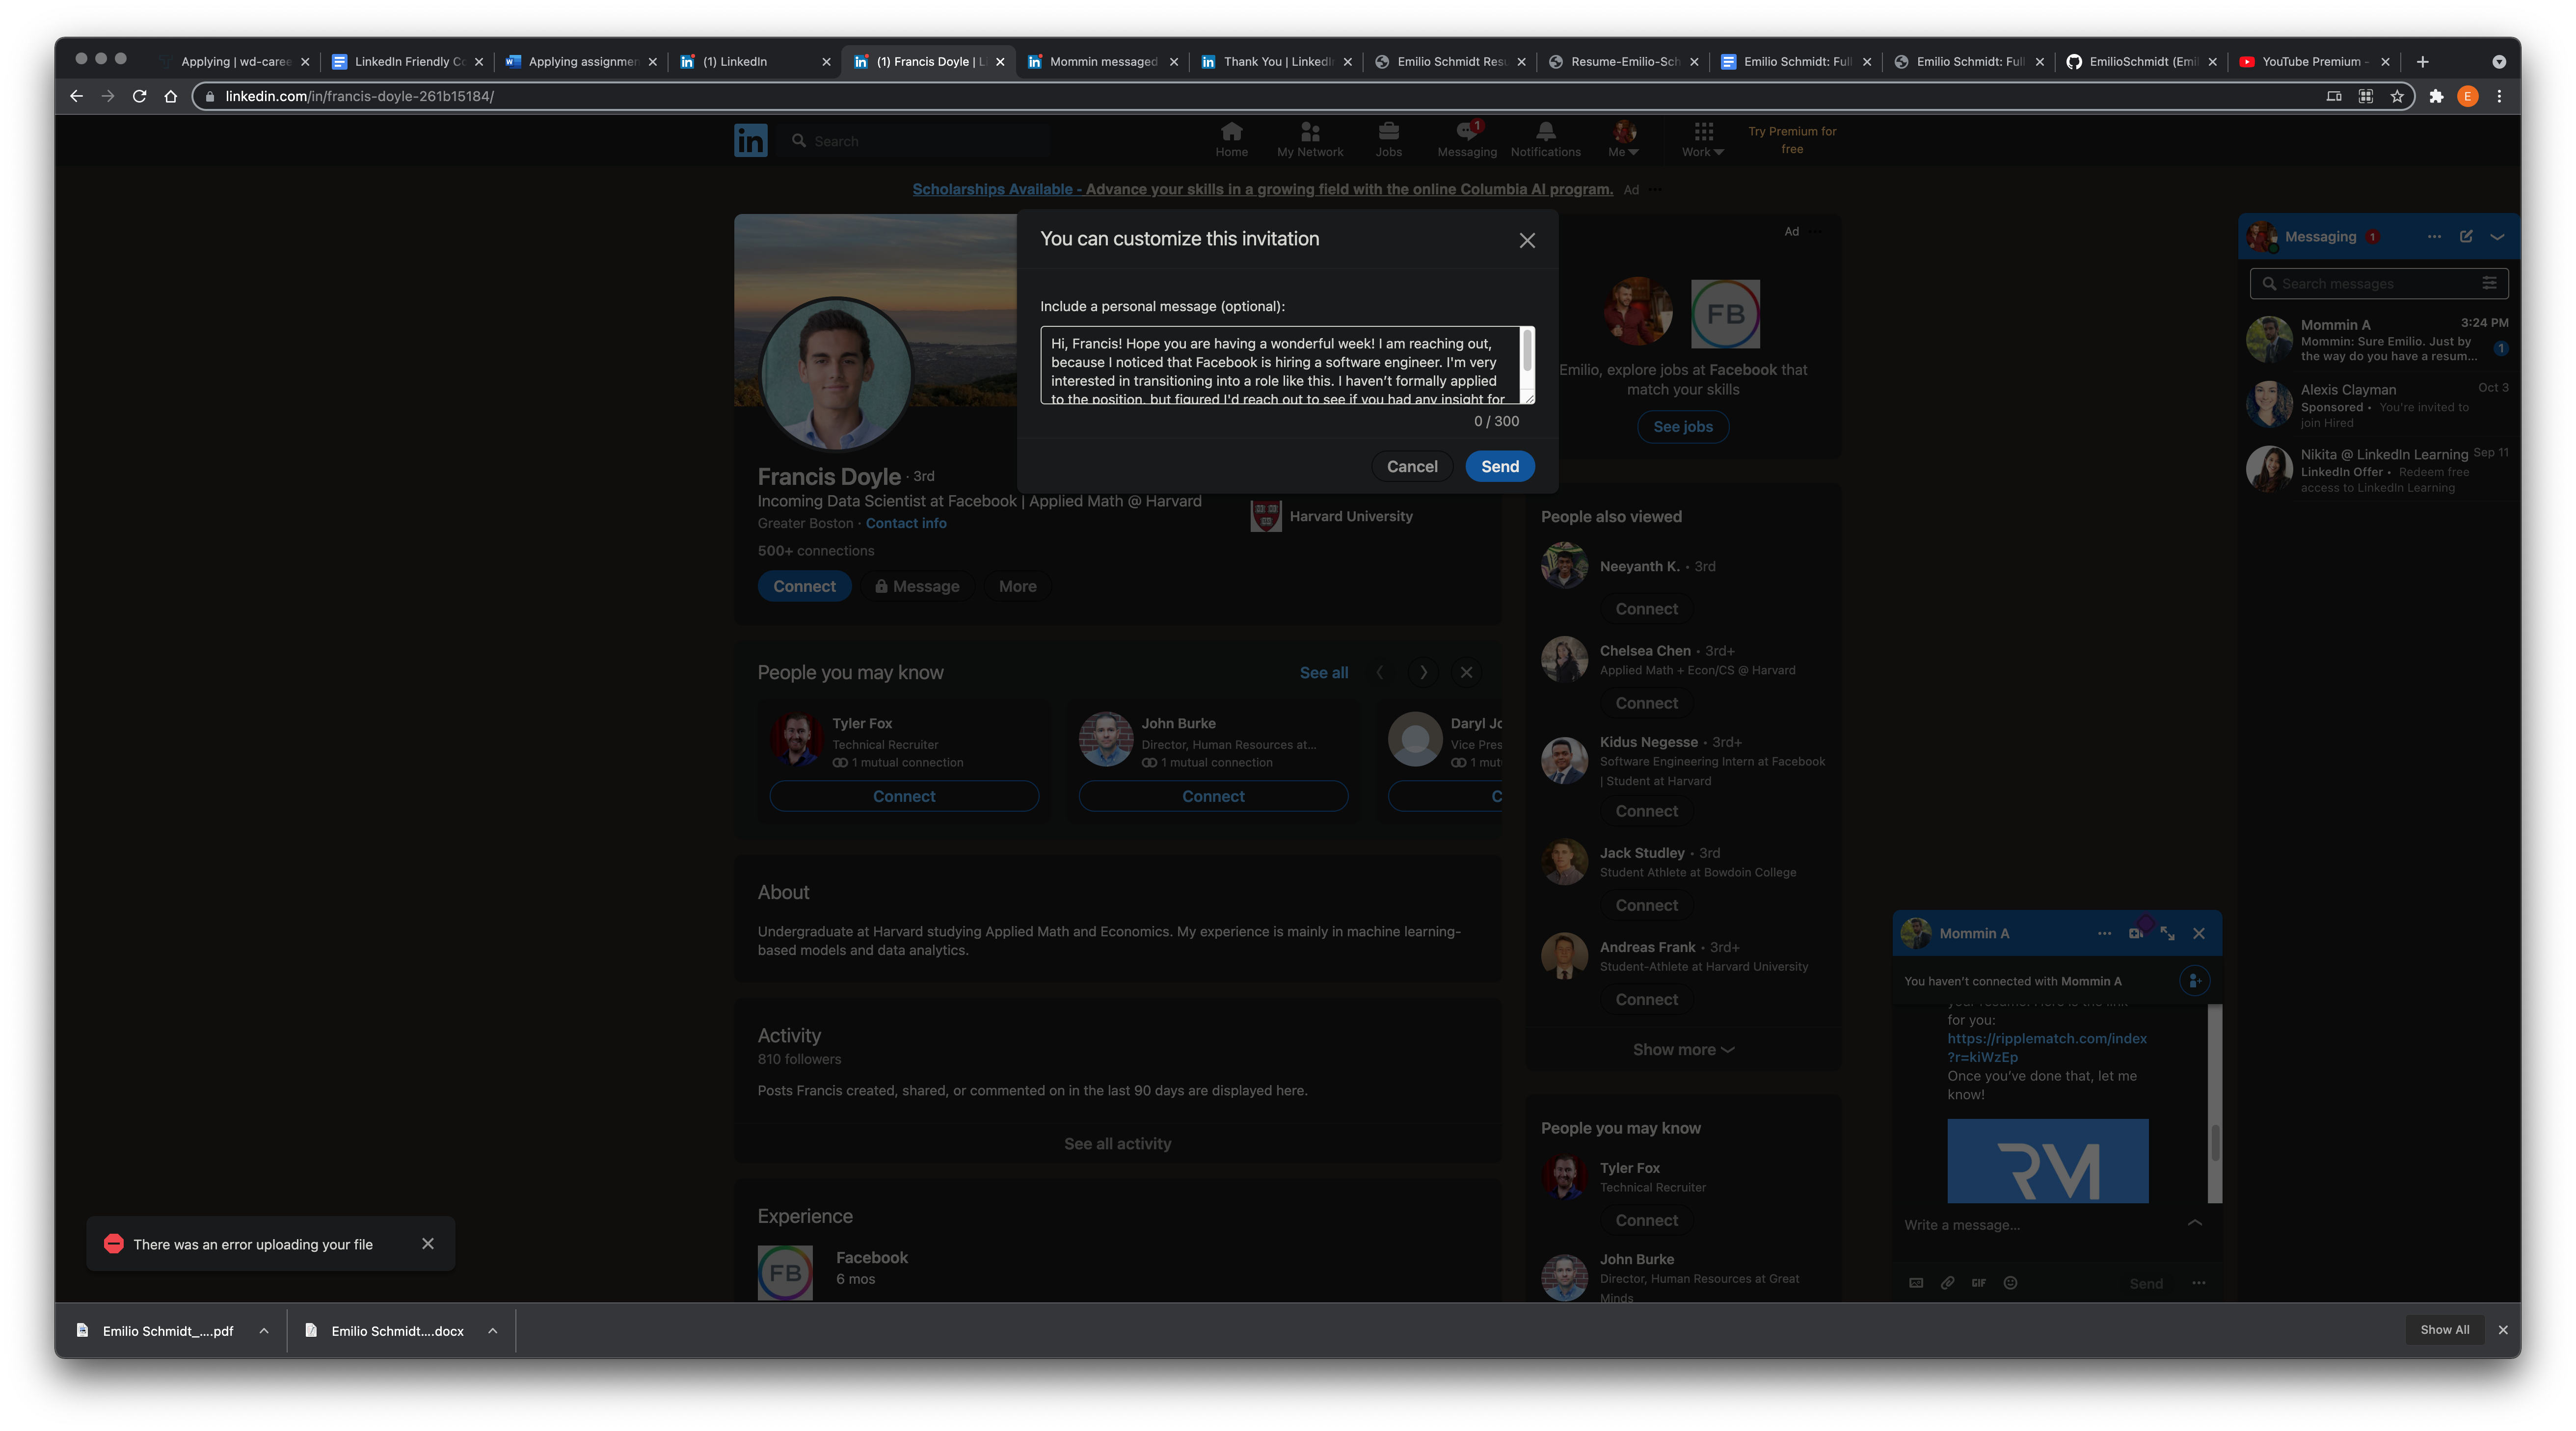 Applying | wd-caree
LinkedIn Friendly Co
Applying assignmen
(1) LinkedIn
(1) Francis Doyle | Li
Mommin messaged
Thank You | LinkedIn
Emilio Schmidt Resu
Resume-Emilio-Sch
Emilio Schmidt: Full
Emilio Schmidt: Full
EmilioSchmidt (Emil
YouTube Premium -
linkedin.com/in/francis-doyle-261b15184/
E
in
Search
Home
My Network
Jobs
1
Messaging
Notifications
Me
Work
Try Premium for
free
Scholarships Available - Advance your skills in a growing field with the online Columbia AI program. Ad ...
You can customize this invitation
Include a personal message (optional):
Hi, Francis! Hope you are having a wonderful week! I am reaching out,
because I noticed that Facebook is hiring a software engineer. I'm very
interested in transitioning into a role like this. I haven't formally applied
to the position, but figured I'd reach out to see if you had any insight for
0 / 300
Cancel
Send
Francis Doyle · 3rd
Incoming Data Scientist at Facebook | Applied Math @ Harvard
Greater Boston · Contact info
500+ connections
Harvard University
Connect
Message
More
People you may know
See all
Tyler Fox
Technical Recruiter
1 mutual connection
Connect
John Burke
Director, Human Resources at...
1 mutual connection
Connect
Daryl Jo
Vice Pres
1 mut
C
About
Undergraduate at Harvard studying Applied Math and Economics. My experience is mainly in machine learning-
based models and data analytics.
Activity
810 followers
Posts Francis created, shared, or commented on in the last 90 days are displayed here.
See all activity
Experience
FB
Facebook
6 mos
Ad ...
FB
Emilio, explore jobs at Facebook that
match your skills
See jobs
People also viewed
Neeyanth K. • 3rd
Connect
Chelsea Chen • 3rd+
Applied Math + Econ/CS @ Harvard
Connect
Kidus Negesse • 3rd+
Software Engineering Intern at Facebook
| Student at Harvard
Connect
Jack Studley • 3rd
Student Athlete at Bowdoin College
Connect
Andreas Frank • 3rd+
Student-Athlete at Harvard University
Connect
Show more
People you may know
Tyler Fox
Technical Recruiter
Connect
John Burke
Director, Human Resources at Great
Minds
Messaging 1
Search messages
Mommin A 3:24 PM
Mommin: Sure Emilio. Just by
the way do you have a resum... 1
Alexis Clayman Oct 3
Sponsored • You're invited to
join Hired
Nikita @ LinkedIn Learning Sep 11
LinkedIn Offer • Redeem free
access to LinkedIn Learning
Mommin A
You haven't connected with Mommin A
your resume. Here is the link
for you:
https://ripplematch.com/index
?r=kiWzEp
Once you've done that, let me
know!
RM
Write a message...
GIF
Send
There was an error uploading your file
Emilio Schmidt_....pdf
Emilio Schmidt....docx
Show All